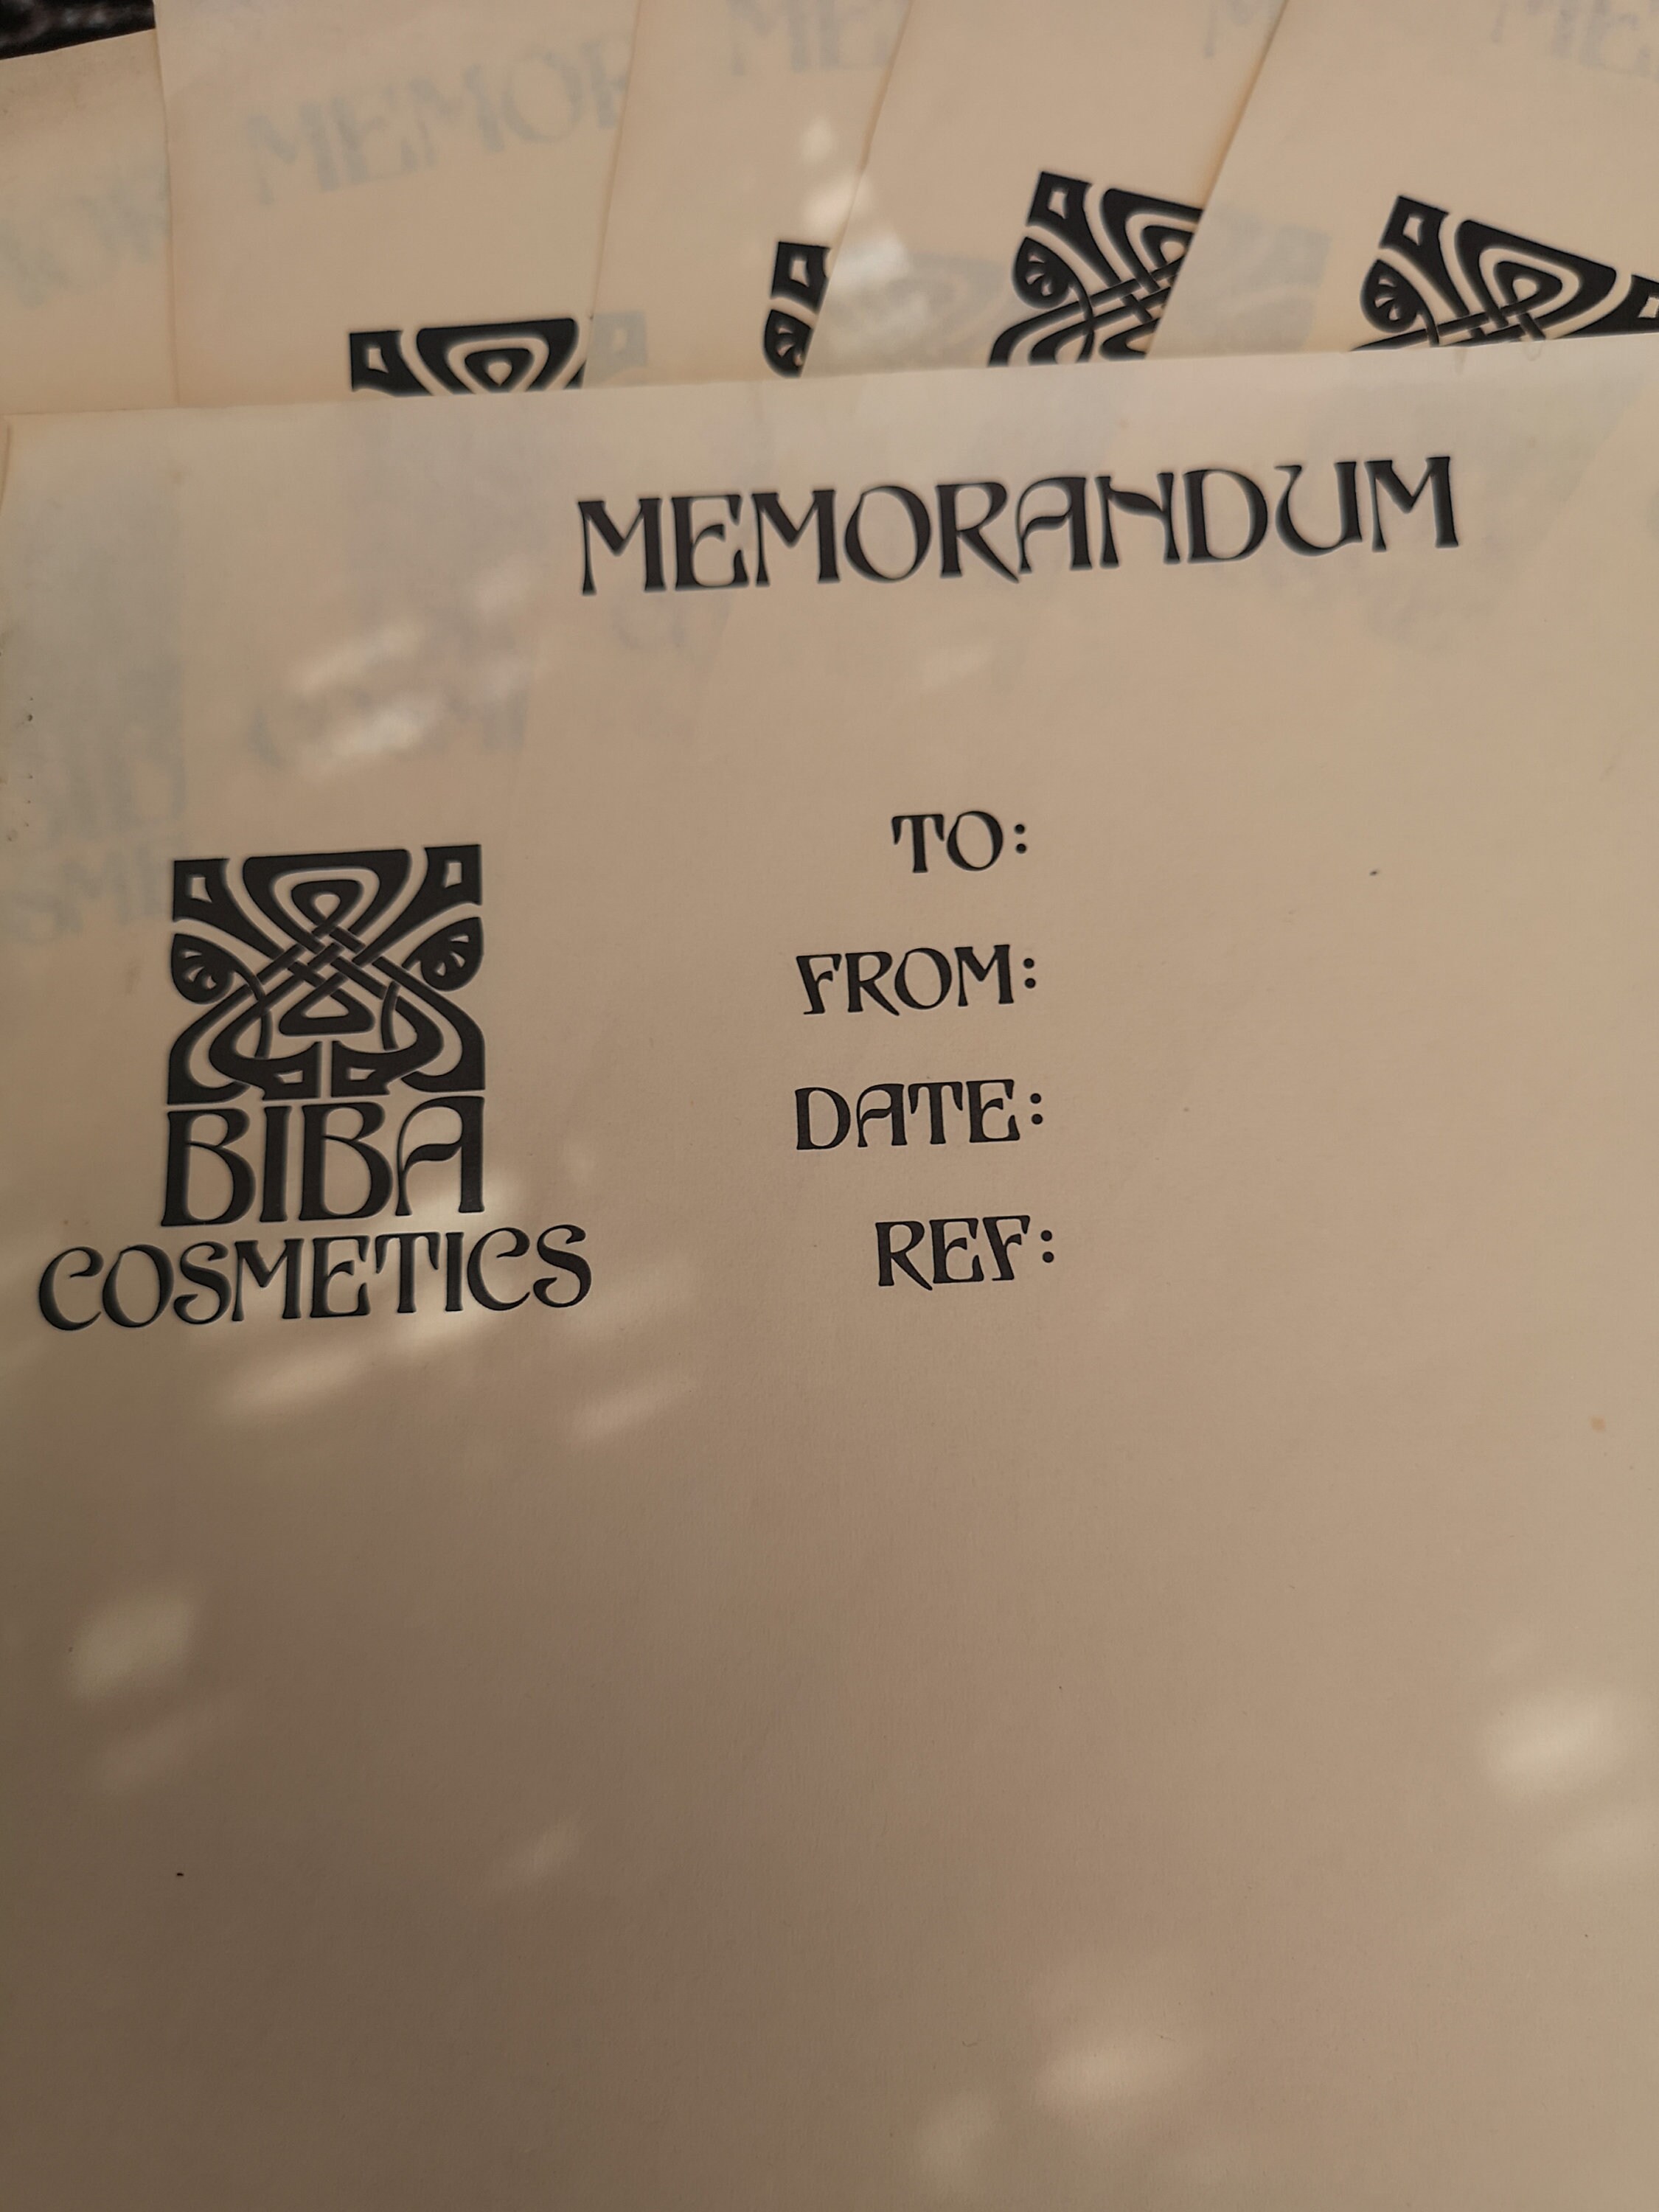 MEMORANDUM
TO:
FROM:
DATE:
REF:
BIBA
COSMETICS